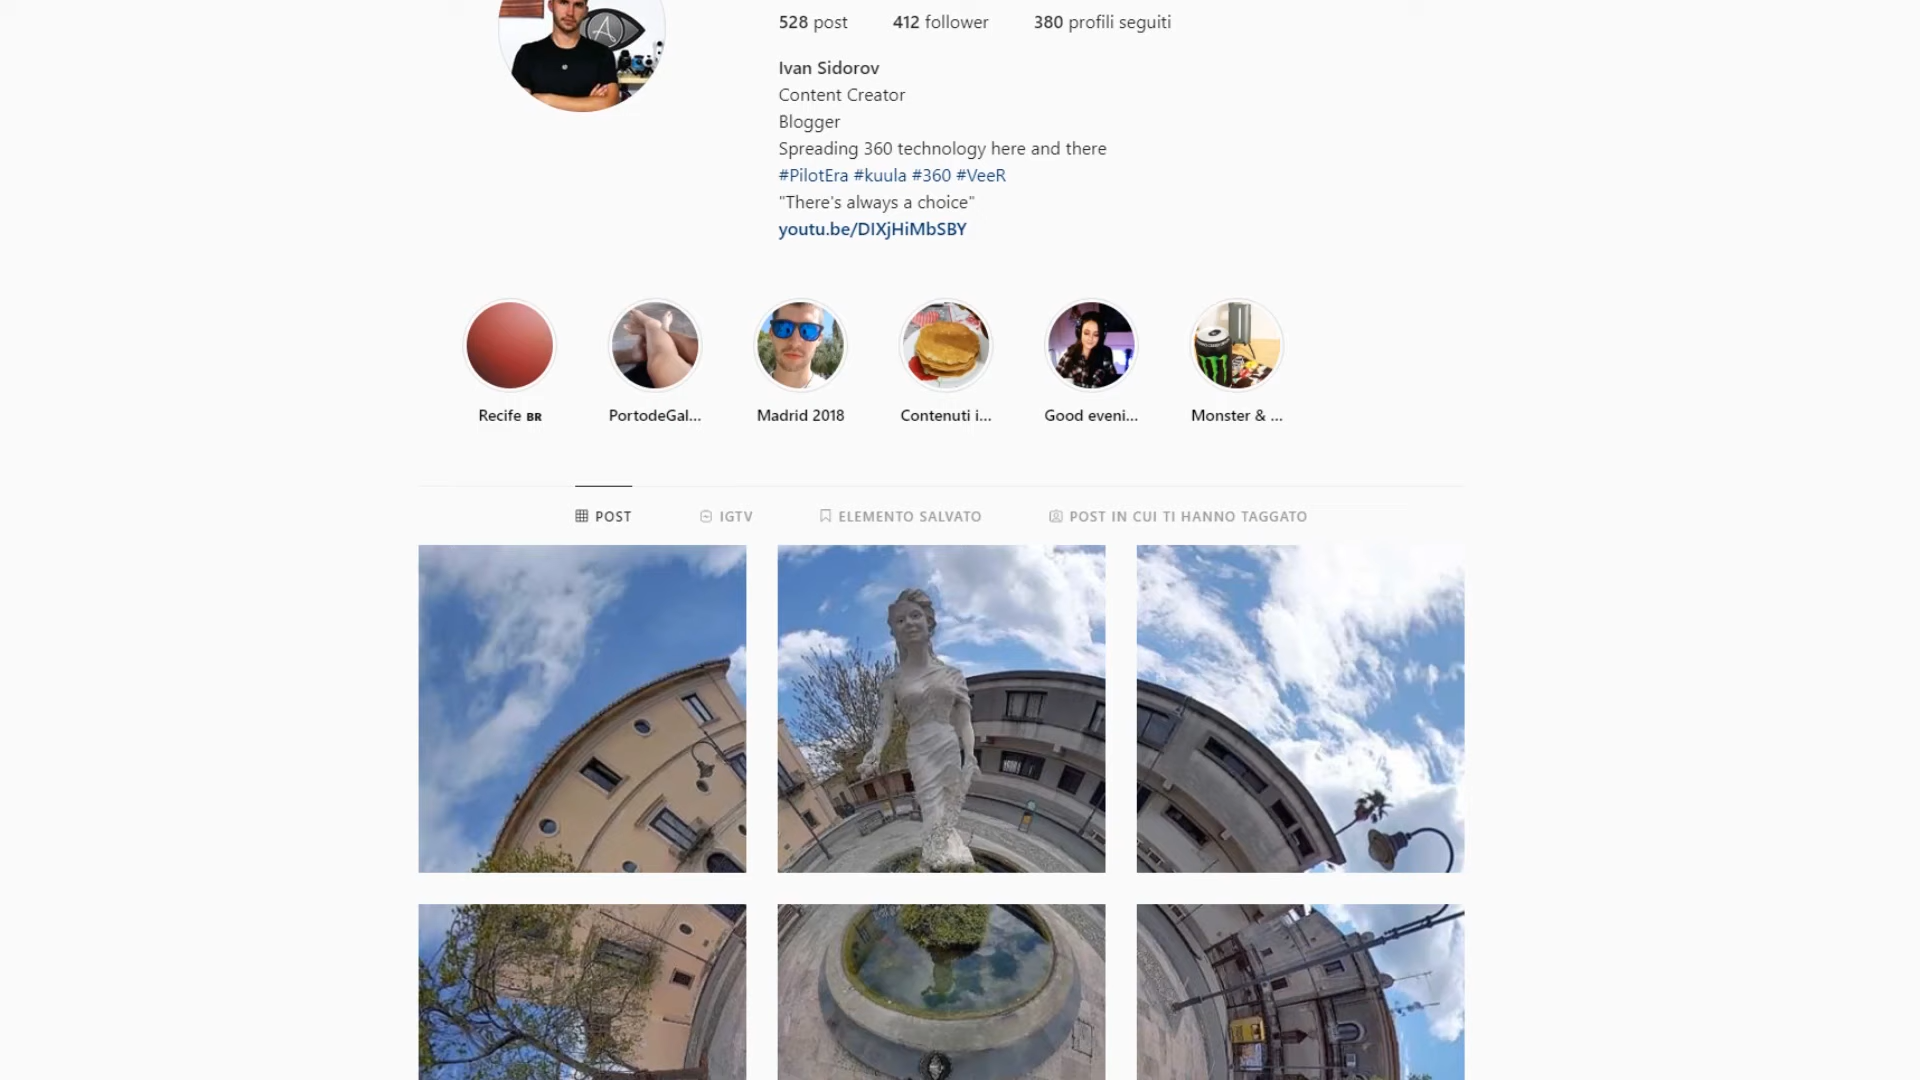 528 post 412 follower 380 profili seguiti
Ivan Sidorov
Content Creator
Blogger
Spreading 360 technology here and there
#PilotEra #kuula #360 #VeeR
"There's always a choice"
youtu.be/DIXjHiMbSBY
Recife BR PortodeGal... Madrid 2018 Contenuti i... Good eveni... Monster & ...
POST IGTV ELEMENTO SALVATO POST IN CUI TI HANNO TAGGATO